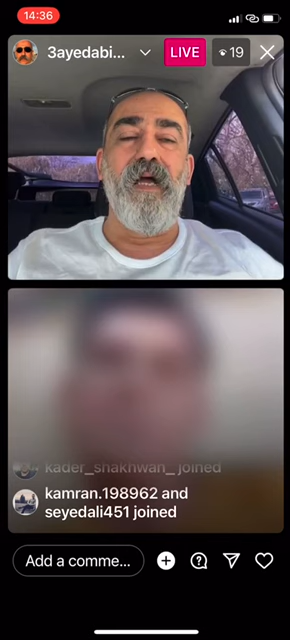 14:36
3ayedabi...
LIVE
19
kader_shakhwan_ joined
kamran.198962 and
seyedali451 joined
Add a comme...